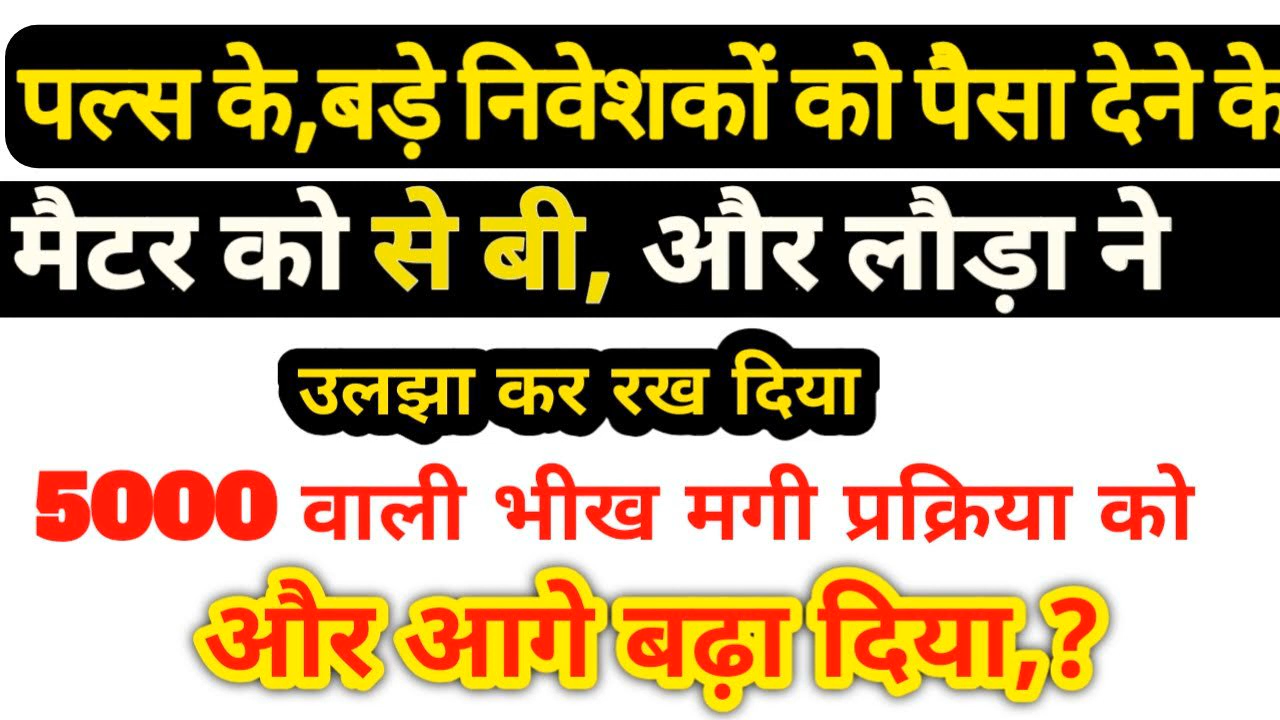 पल्स के,बड़े निवेशकों को पैसा देने के
मैटर को से बी, और लौड़ा ने
उलझा कर रख दिया
5000 वाली भीख मगी प्रक्रिया को
और आगे बढ़ा दिया,?